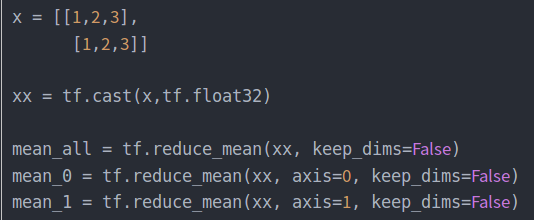 x = [[1,2,3],
      [1,2,3]]
xx = tf.cast(x,tf.float32)
mean_all = tf.reduce_mean(xx, keep_dims=False)
mean_0 = tf.reduce_mean(xx, axis=0, keep_dims=False)
mean_1 = tf.reduce_mean(xx, axis=1, keep_dims=False)